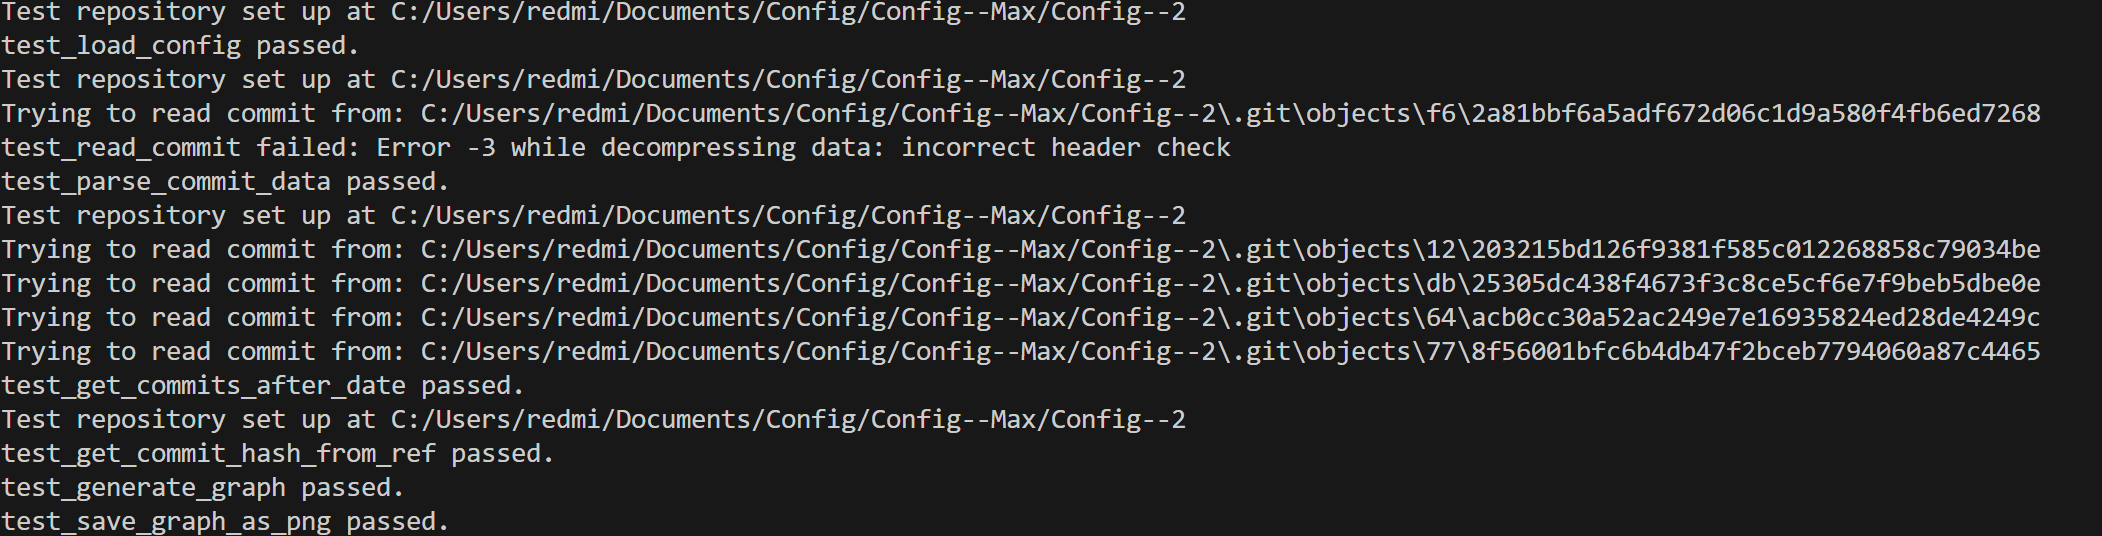 Test repository set up at C:/Users/redmi/Documents/Config/Config--Max/Config--2
test_load_config passed.
Test repository set up at C:/Users/redmi/Documents/Config/Config--Max/Config--2
Trying to read commit from: C:/Users/redmi/Documents/Config/Config--Max/Config--2\.git\objects\f6\2a81bbf6a5adf672d06c1d9a580f4fb6ed7268
test_read_commit failed: Error -3 while decompressing data: incorrect header check
test_parse_commit_data passed.
Test repository set up at C:/Users/redmi/Documents/Config/Config--Max/Config--2
Trying to read commit from: C:/Users/redmi/Documents/Config/Config--Max/Config--2\.git\objects\12\203215bd126f9381f585c012268858c79034be
Trying to read commit from: C:/Users/redmi/Documents/Config/Config--Max/Config--2\.git\objects\db\25305dc438f4673f3c8ce5cf6e7f9beb5dbe0e
Trying to read commit from: C:/Users/redmi/Documents/Config/Config--Max/Config--2\.git\objects\64\acb0cc30a52ac249e7e16935824ed28de4249c
Trying to read commit from: C:/Users/redmi/Documents/Config/Config--Max/Config--2\.git\objects\77\8f56001bfc6b4db47f2bceb7794060a87c4465
test_get_commits_after_date passed.
Test repository set up at C:/Users/redmi/Documents/Config/Config--Max/Config--2
test_get_commit_hash_from_ref passed.
test_generate_graph passed.
test_save_graph_as_png passed.